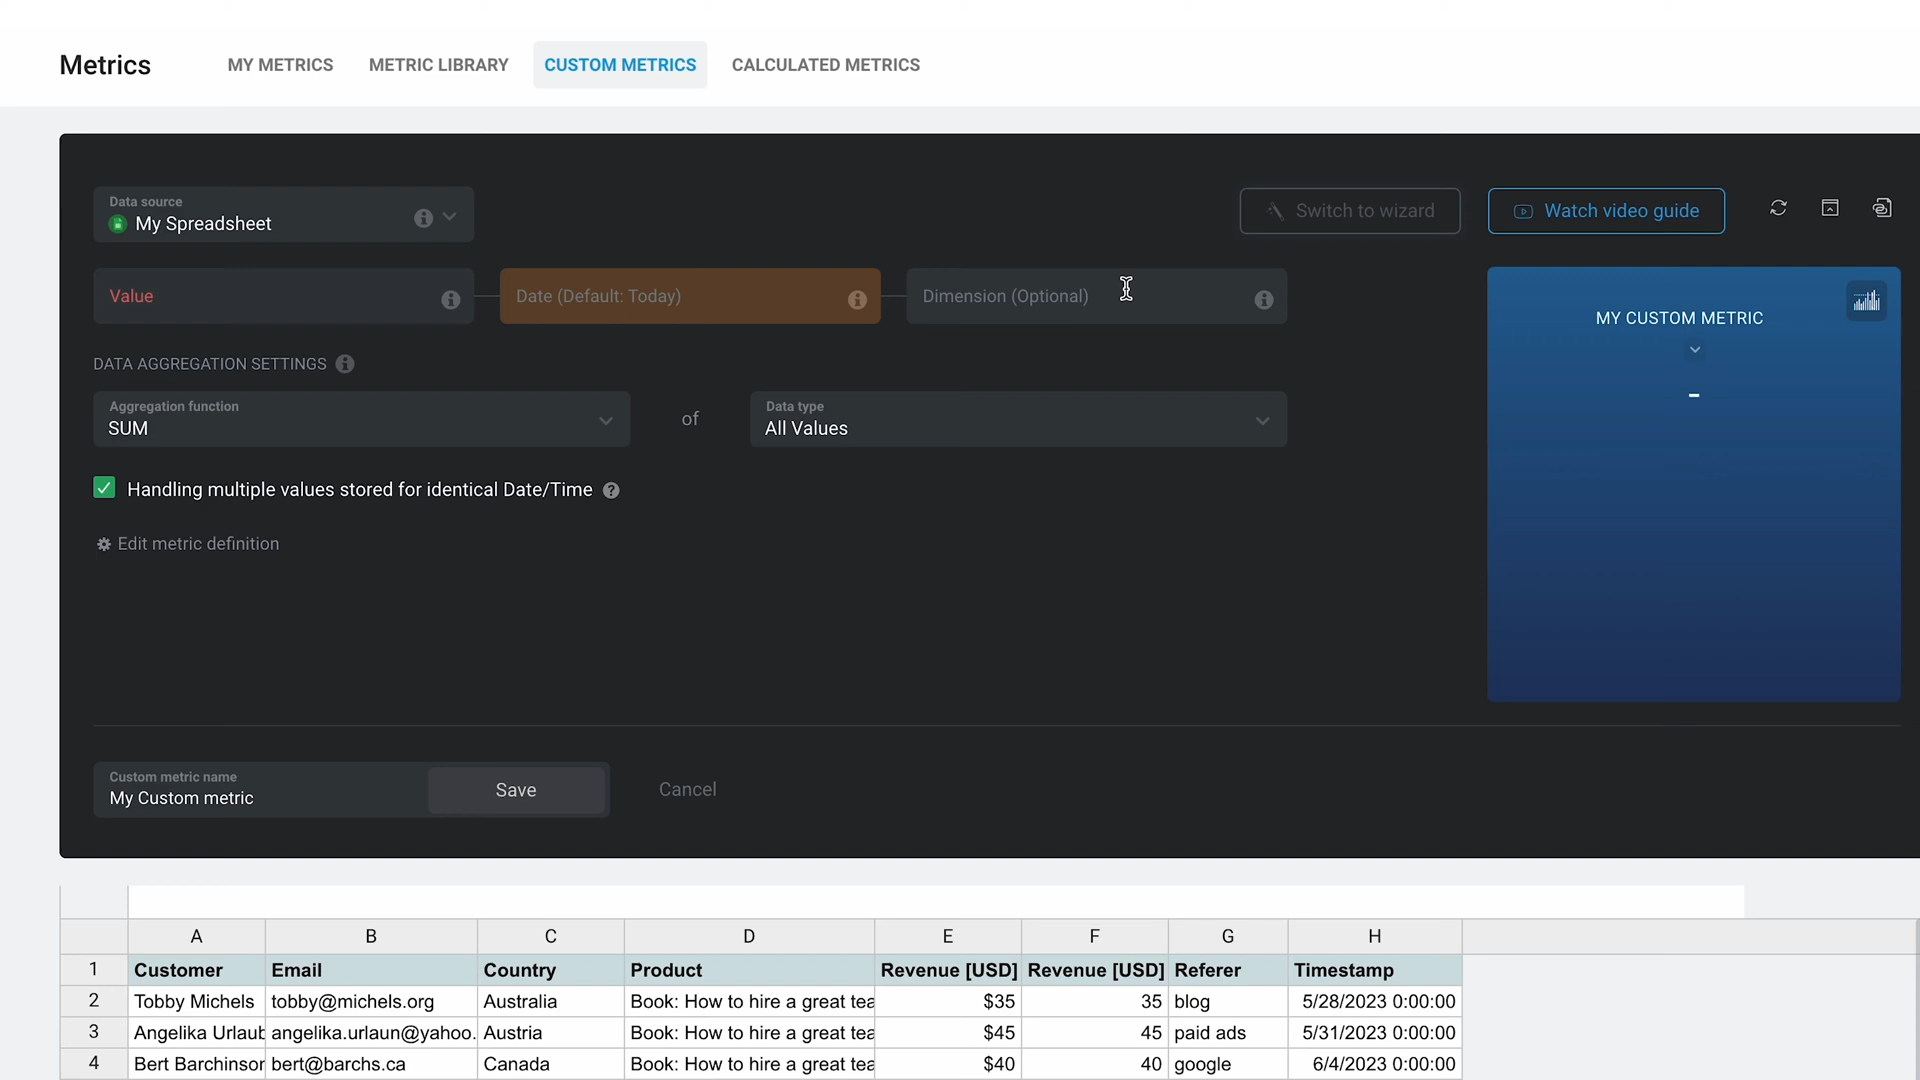 Metrics MY METRICS METRIC LIBRARY CUSTOM METRICS CALCULATED METRICS
Data source
My Spreadsheet
Switch to wizard
Watch video guide
Value
Date (Default: Today)
Dimension (Optional)
MY CUSTOM METRIC
-
DATA AGGREGATION SETTINGS
Aggregation function
SUM
of
Data type
All Values
Handling multiple values stored for identical Date/Time
Edit metric definition
Custom metric name
My Custom metric
Save
Cancel
A B C D E F G H
1 Customer Email Country Product Revenue [USD] Revenue [USD] Referer Timestamp
2 Tobby Michels tobby@michels.org Australia Book: How to hire a great tea $35 35 blog 5/28/2023 0:00:00
3 Angelika Urlaub angelika.urlaun@yahoo. Austria Book: How to hire a great tea $45 45 paid ads 5/31/2023 0:00:00
4 Bert Barchinson bert@barchs.ca Canada Book: How to hire a great tea $40 40 google 6/4/2023 0:00:00